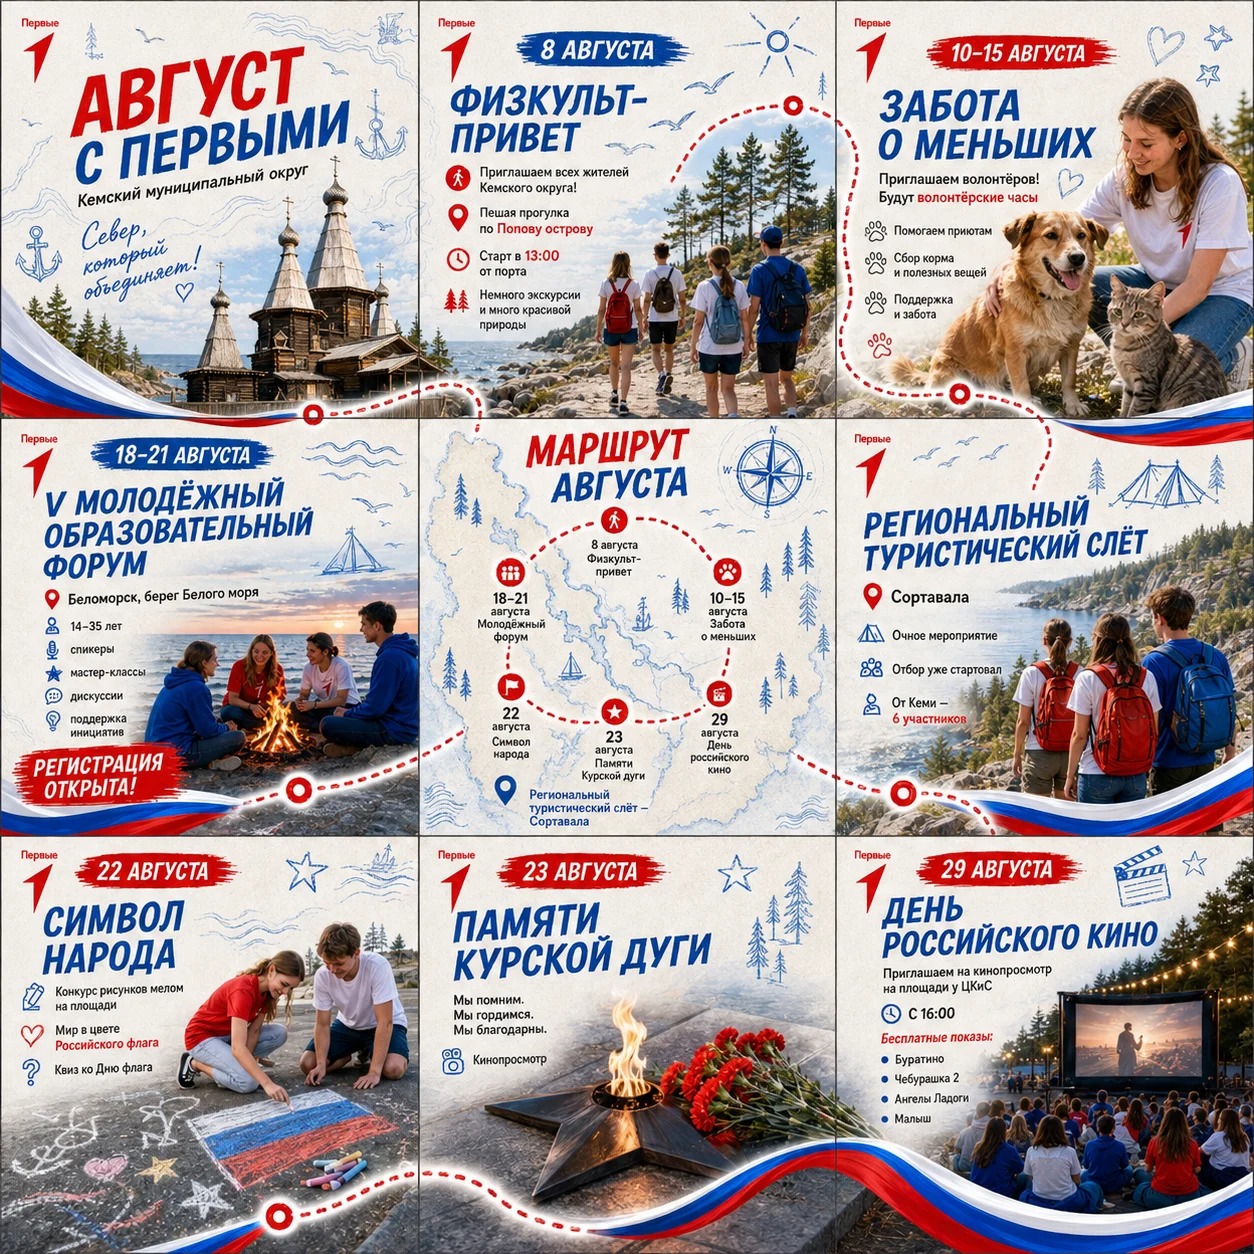 Первые
АВГУСТ
С ПЕРВЫМИ
Кемский муниципальный округ
Север,
который
объединяет!
Первые
8 АВГУСТА
ФИЗКУЛЬТ-
ПРИВЕТ
Приглашаем всех жителей
Кемского округа!
Пешая прогулка
по Попову острову
Старт в 13:00
от порта
Немного экскурсии
и много красивой
природы
Первые
10–15 АВГУСТА
ЗАБОТА
О МЕНЬШИХ
Приглашаем волонтёров!
Будут волонтёрские часы
Помогаем приютам
Сбор корма
и полезных вещей
Поддержка
и забота
Первые
18–21 АВГУСТА
V МОЛОДЁЖНЫЙ
ОБРАЗОВАТЕЛЬНЫЙ
ФОРУМ
Беломорск, берег Белого моря
14–35 лет
спикеры
мастер-классы
дискуссии
поддержка
инициатив
РЕГИСТРАЦИЯ
ОТКРЫТА!
МАРШРУТ
АВГУСТА
N
W
E
S
8 августа
Физкульт-
привет
18–21
августа
Молодёжный
форум
10–15
августа
Забота
о меньших
22
августа
Символ
народа
23
августа
Памяти
Курской дуги
29
августа
День
российского
кино
Региональный
туристический слёт –
Сортавала
Первые
РЕГИОНАЛЬНЫЙ
ТУРИСТИЧЕСКИЙ СЛЁТ
Сортавала
Очное мероприятие
Отбор уже стартовал
От Кеми –
6 участников
Первые
22 АВГУСТА
СИМВОЛ
НАРОДА
Конкурс рисунков мелом
на площади
Мир в цвете
Российского флага
Квиз ко Дню флага
Первые
23 АВГУСТА
ПАМЯТИ
КУРСКОЙ ДУГИ
Мы помним.
Мы гордимся.
Мы благодарны.
Кинопросмотр
Первые
29 АВГУСТА
ДЕНЬ
РОССИЙСКОГО КИНО
Приглашаем на кинопросмотр
на площади у ЦКиС
С 16:00
Бесплатные показы:
• Буратино
• Чебурашка 2
• Ангелы Ладоги
• Малыш